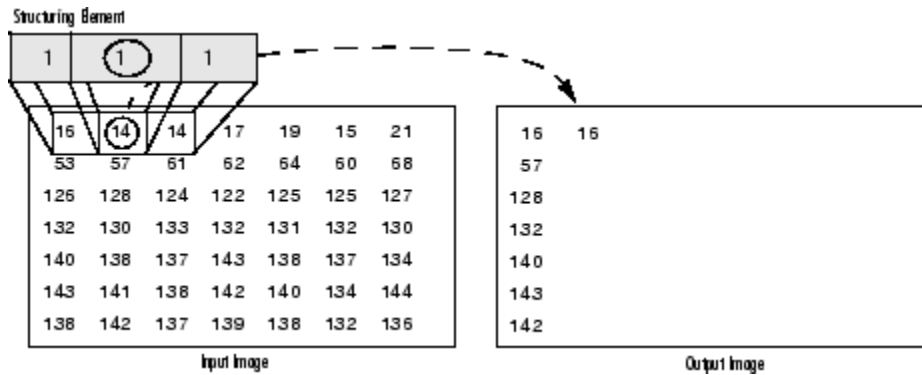 Structuring Element
1 1 1
16 14 14 17 19 15 21
53 57 61 62 64 60 68
126 128 124 122 125 125 127
132 130 133 132 131 132 130
140 138 137 143 138 137 134
143 141 138 142 140 134 144
138 142 137 139 138 132 136
Input Image
16 16
57
128
132
140
143
142
Output Image